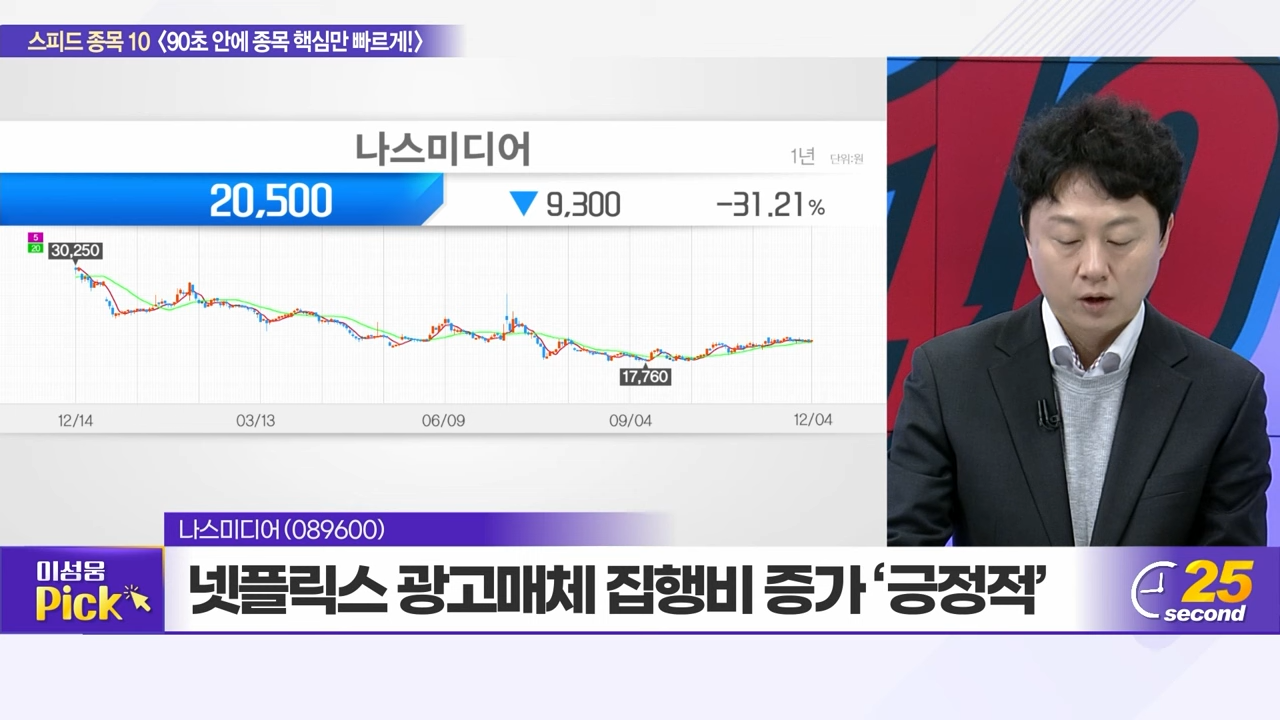 스피드 종목 10 〈90초 안에 종목 핵심만 빠르게!〉
나스미디어
1년 단위:원
20,500 ▼ 9,300 -31.21%
5
20
30,250
17,760
12/14 03/13 06/09 09/04 12/04
나스미디어(089600)
이성웅
Pick
넷플릭스 광고매체 집행비 증가 ‘긍정적’
25
second
10